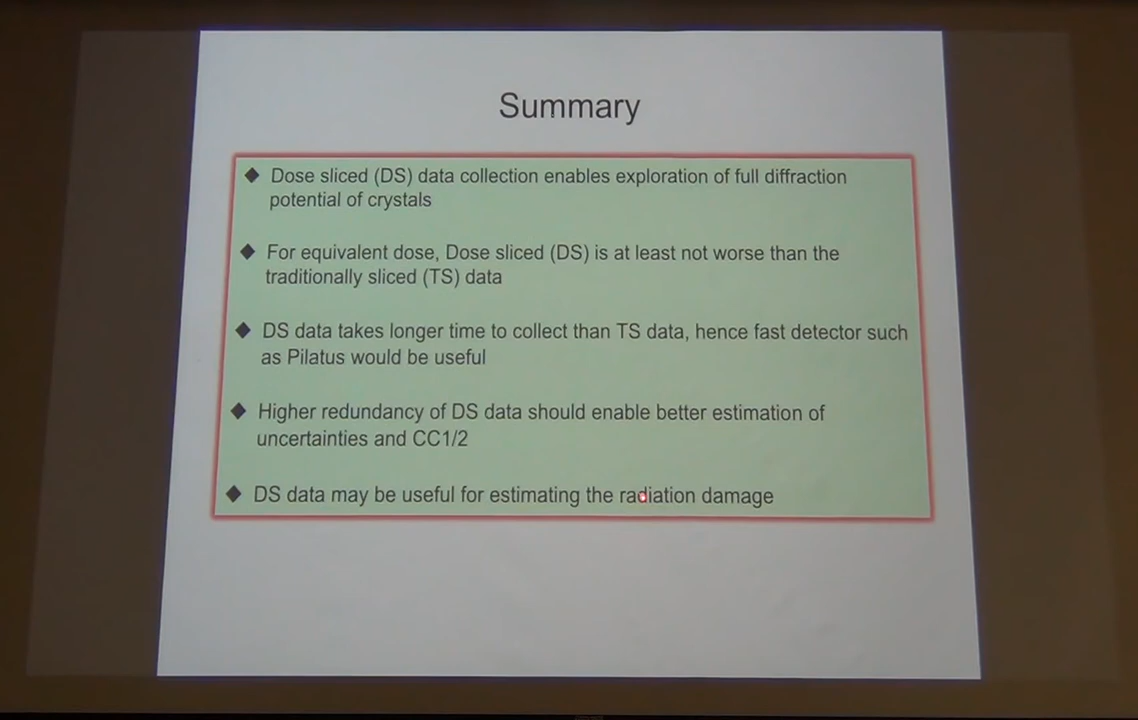 Summary
◆ Dose sliced (DS) data collection enables exploration of full diffraction
potential of crystals
◆ For equivalent dose, Dose sliced (DS) is at least not worse than the
traditionally sliced (TS) data
◆ DS data takes longer time to collect than TS data, hence fast detector such
as Pilatus would be useful
◆ Higher redundancy of DS data should enable better estimation of
uncertainties and CC1/2
◆ DS data may be useful for estimating the radiation damage